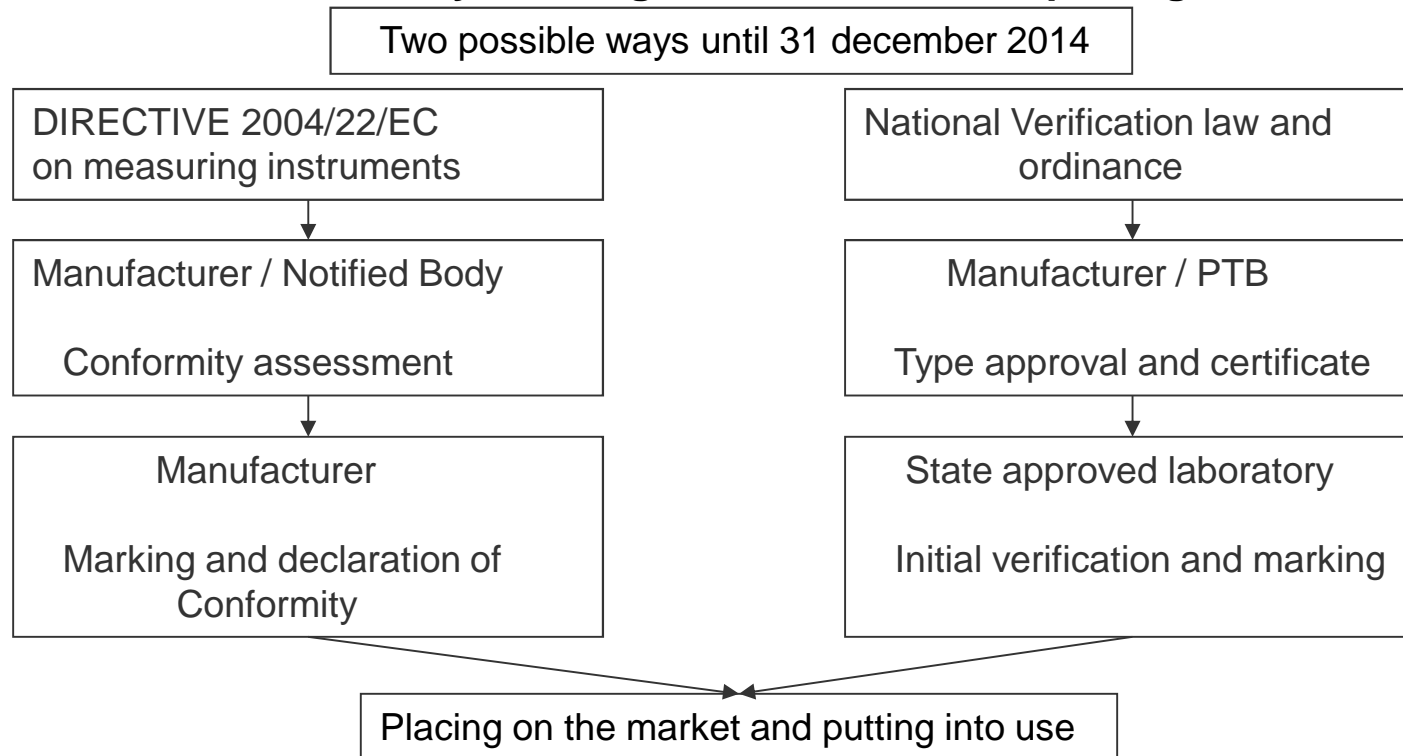 Two possible ways until 31 december 2014
DIRECTIVE 2004/22/EC
on measuring instruments
National Verification law and
ordinance
Manufacturer / Notified Body
Conformity assessment
Manufacturer / PTB
Type approval and certificate
Manufacturer
Marking and declaration of
Conformity
State approved laboratory
Initial verification and marking
Placing on the market and putting into use